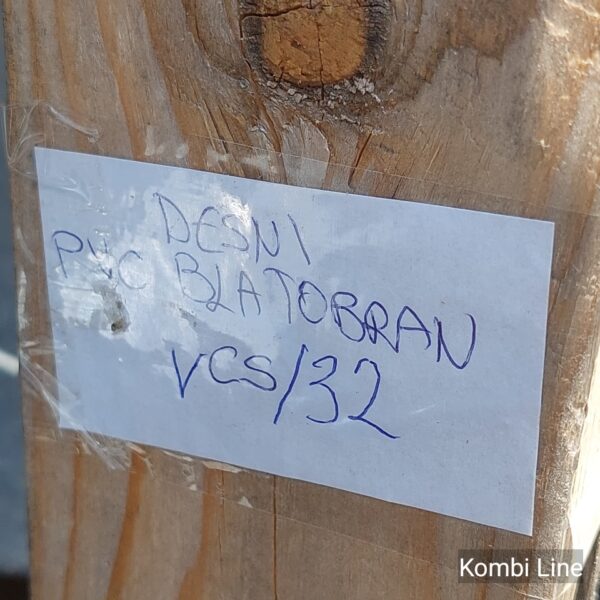 DESNI
PVC BLATOBRAN
VCS/32
Kombi Line